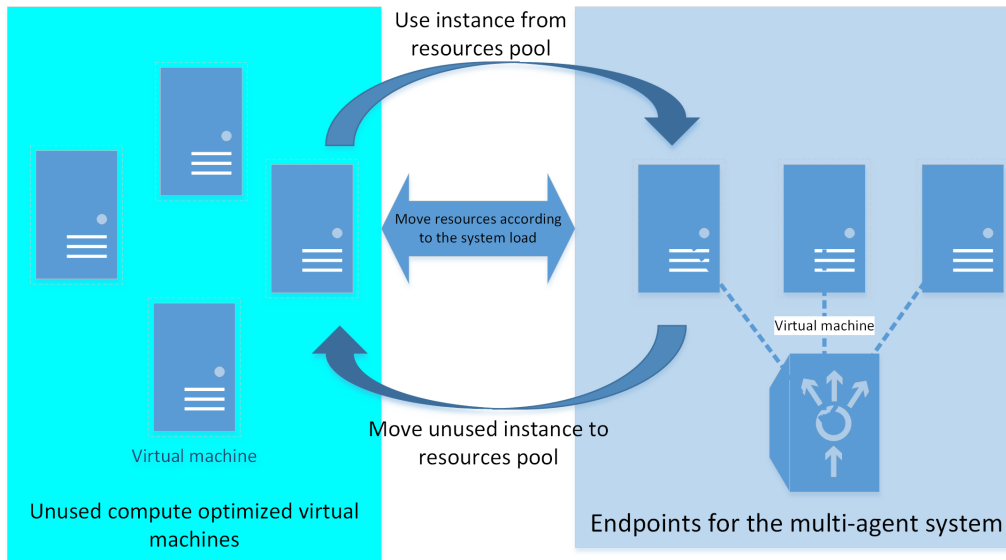 Use instance from
resources pool
Move resources according
to the system load
Virtual machine
Move unused instance to
resources pool
Virtual machine
Unused compute optimized virtual
machines
Endpoints for the multi-agent system